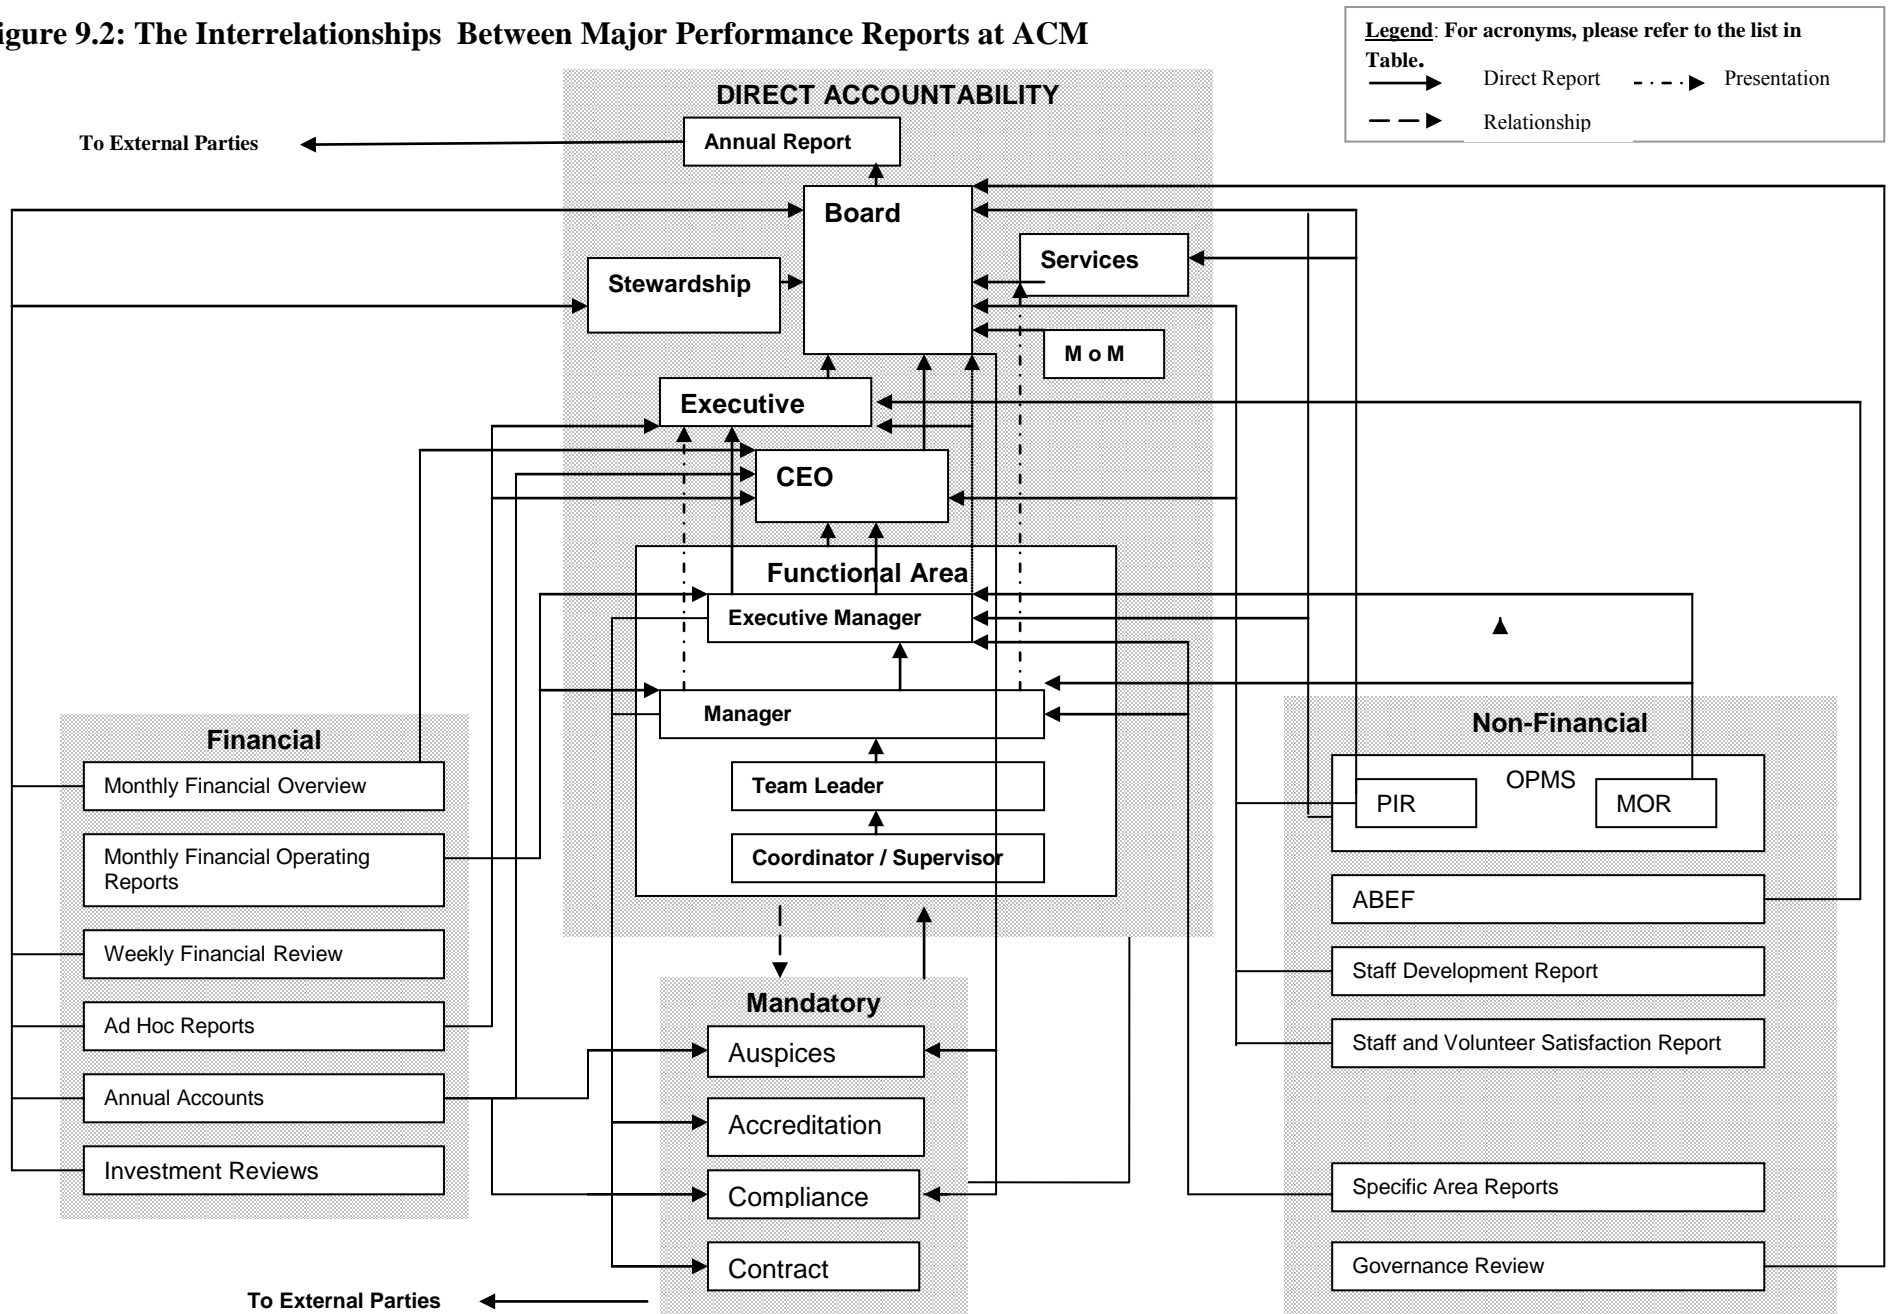 igure 9.2: The Interrelationships Between Major Performance Reports at ACM
Legend: For acronyms, please refer to the list in
Table.
Direct Report
Presentation
Relationship
DIRECT ACCOUNTABILITY
To External Parties
Annual Report
Board
Services
Stewardship
M o M
Executive
CEO
Functional Area
Executive Manager
Manager
Team Leader
Coordinator / Supervisor
Financial
Monthly Financial Overview
Monthly Financial Operating
Reports
Weekly Financial Review
Ad Hoc Reports
Annual Accounts
Investment Reviews
Mandatory
Auspices
Accreditation
Compliance
Contract
To External Parties
Non-Financial
OPMS
PIR
MOR
ABEF
Staff Development Report
Staff and Volunteer Satisfaction Report
Specific Area Reports
Governance Review